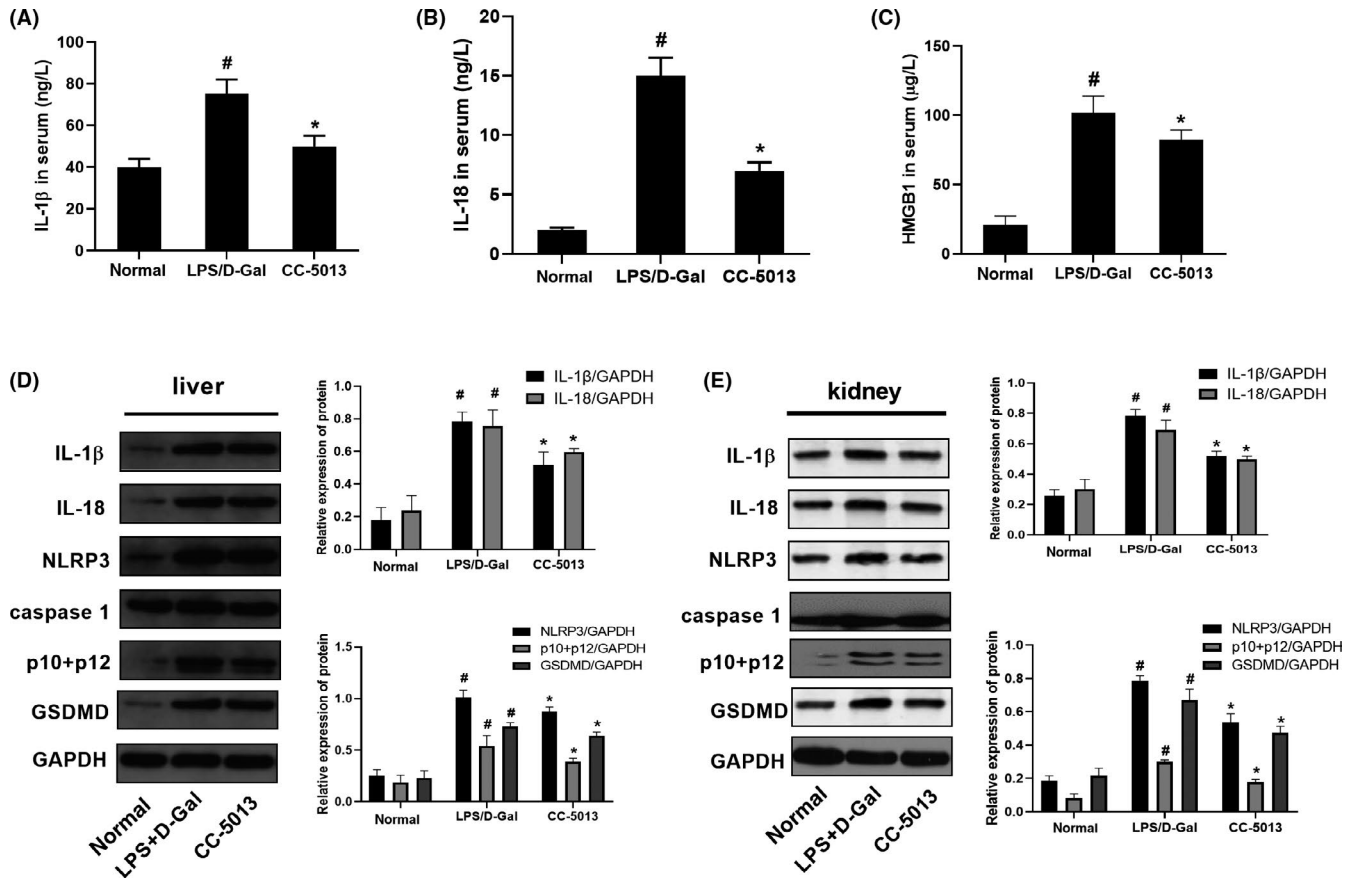 (A)
IL-1β in serum (ng/L)
100
80
60
40
20
0
#
*
Normal
LPS/D-Gal
CC-5013
(B)
IL-18 in serum (ng/L)
20
15
10
5
0
#
*
Normal
LPS/D-Gal
CC-5013
(C)
HMGB1 in serum (μg/L)
150
100
50
0
#
*
Normal
LPS/D-Gal
CC-5013
(D)
liver
IL-1β
IL-18
NLRP3
caspase 1
p10+p12
GSDMD
GAPDH
Normal
LPS+D-Gal
CC-5013
IL-1β/GAPDH
IL-18/GAPDH
Relative expression of protein
1.0
0.8
0.6
0.4
0.2
0.0
# #
* *
Normal
LPS/D-Gal
CC-5013
NLRP3/GAPDH
p10+p12/GAPDH
GSDMD/GAPDH
Relative expression of protein
1.5
1.0
0.5
0.0
# # #
* * *
Normal
LPS/D-Gal
CC-5013
(E)
kidney
IL-1β
IL-18
NLRP3
caspase 1
p10+p12
GSDMD
GAPDH
Normal
LPS+D-Gal
CC-5013
IL-1β/GAPDH
IL-18/GAPDH
Relative expression of protein
1.0
0.8
0.6
0.4
0.2
0.0
# #
* *
Normal
LPS/D-Gal
CC-5013
NLRP3/GAPDH
p10+p12/GAPDH
GSDMD/GAPDH
Relative expression of protein
1.0
0.8
0.6
0.4
0.2
0.0
# # #
* * *
Normal
LPS/D-Gal
CC-5013